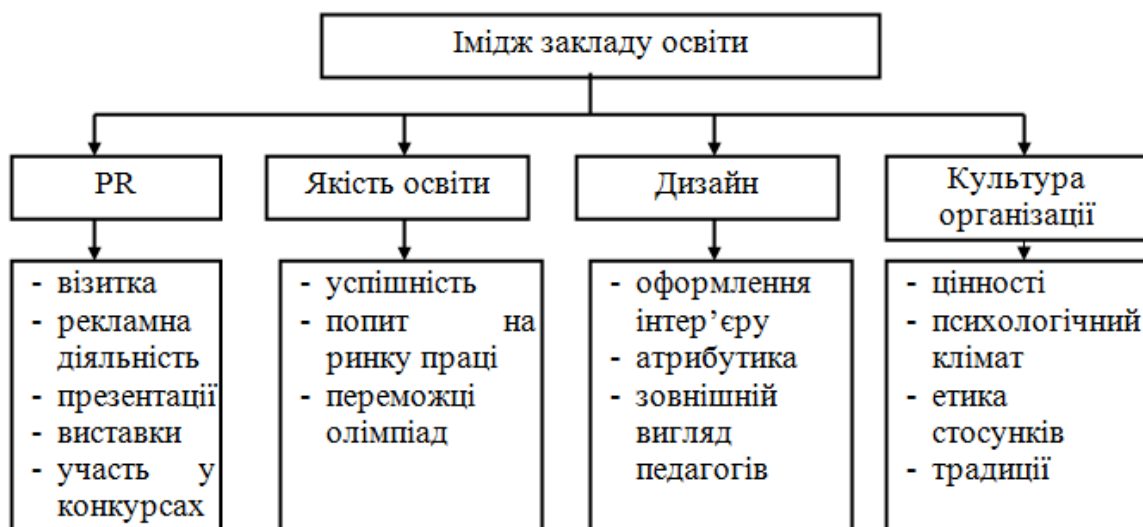 Імідж закладу освіти
PR
- візитка
- рекламна
діяльність
- презентації
- виставки
- участь у
конкурсах
Якість освіти
- успішність
- попит на
ринку праці
- переможці
олімпіад
Дизайн
- оформлення
інтер’єру
- атрибутика
- зовнішній
вигляд
педагогів
Культура
організації
- цінності
- психологічний
клімат
- етика
стосунків
- традиції